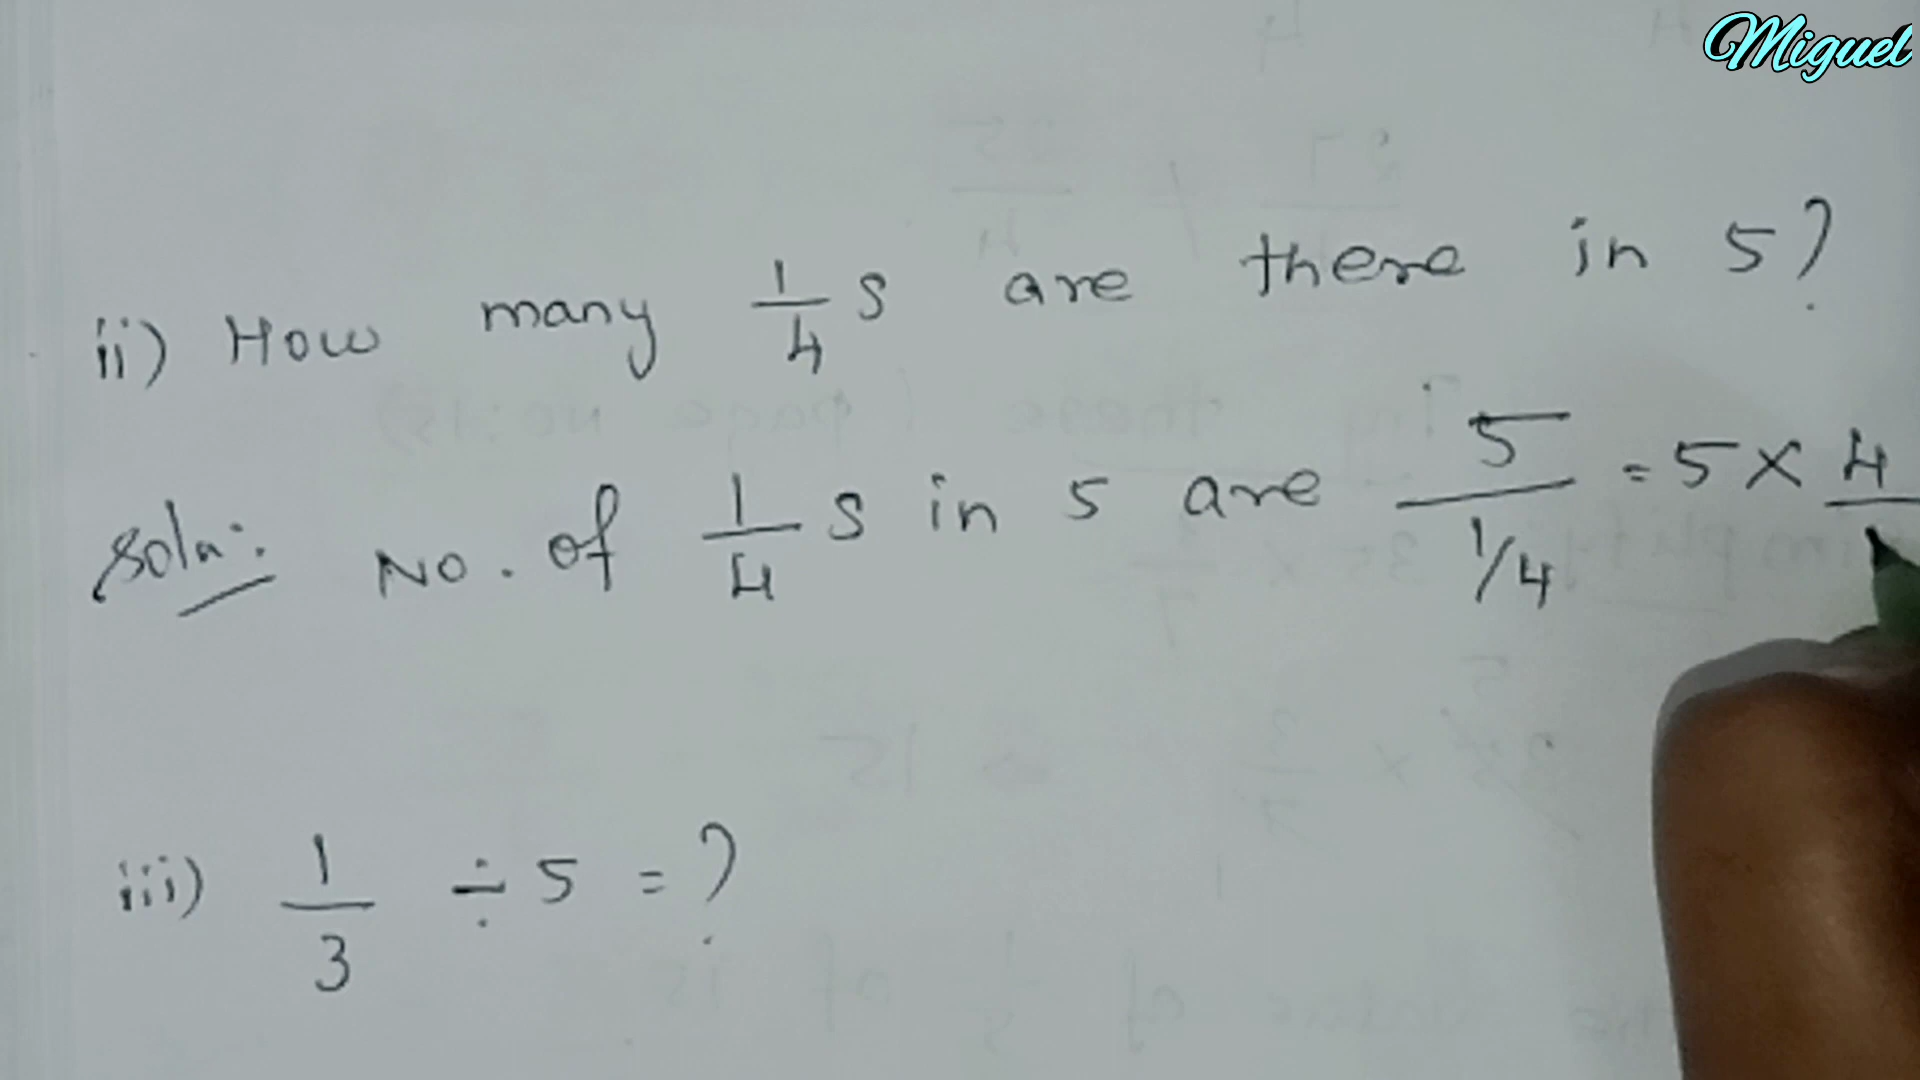 Miguel
ii) How many 1/4 s are there in 5?
Soln:. No. of 1/4 s in 5 are 5/(1/4) = 5 × 4
iii) 1/3 ÷ 5 = ?